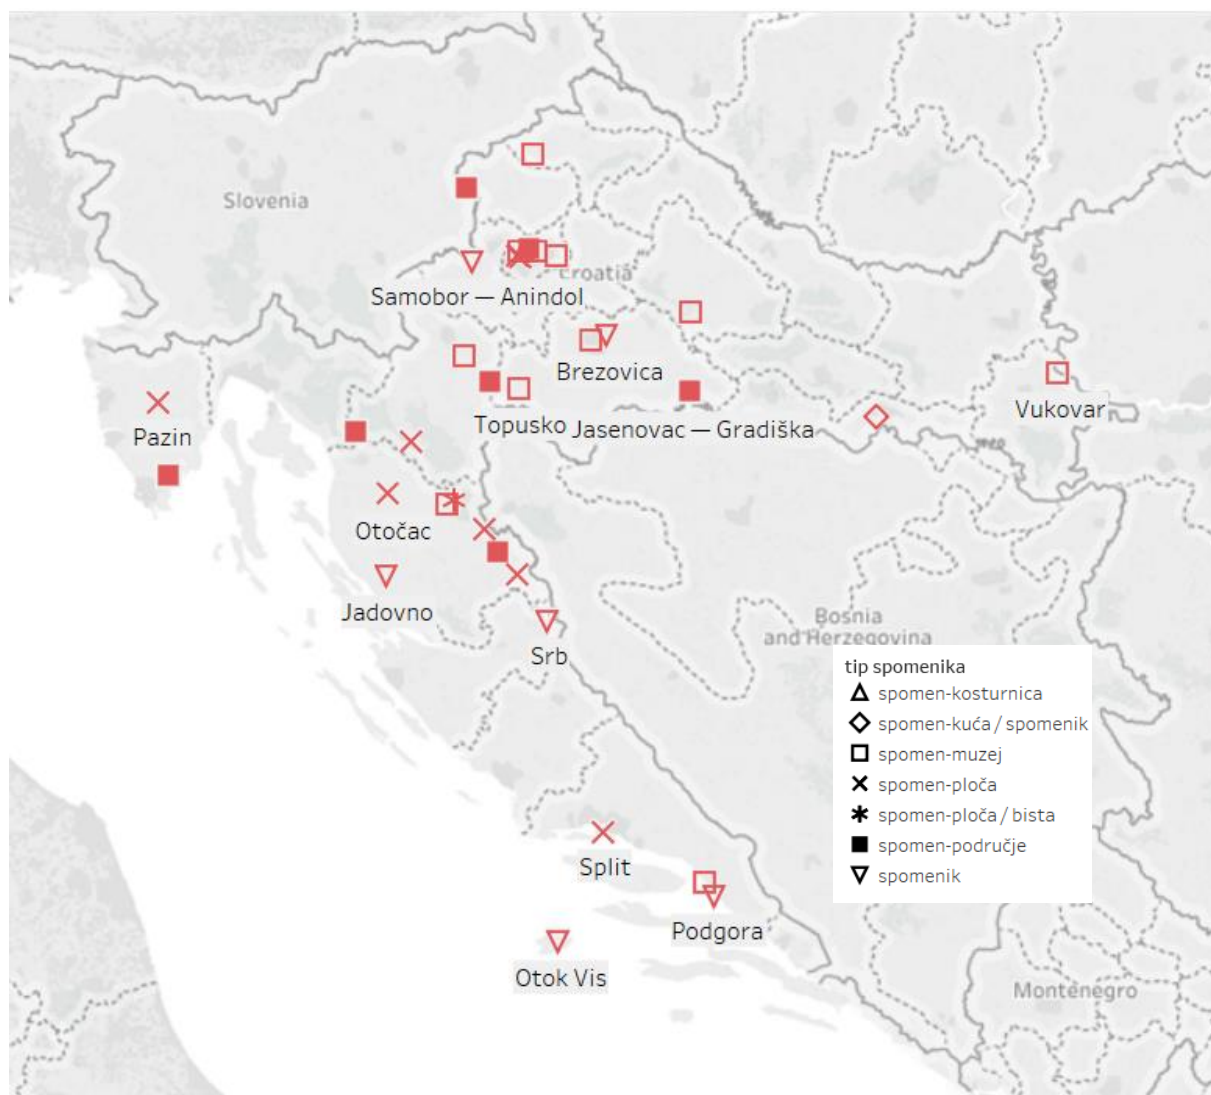 Slovenia
Croatia
Samobor — Anindol
Brezovica
Vukovar
Topusko
Jasenovac — Gradiška
Pazin
Otočac
Jadovno
Bosnia
and Herzegovina
Srb
tip spomenika
spomen-kosturnica
spomen-kuća / spomenik
spomen-muzej
spomen-ploča
spomen-ploča / bista
spomen-područje
spomenik
Split
Podgora
Otok Vis
Montenegro